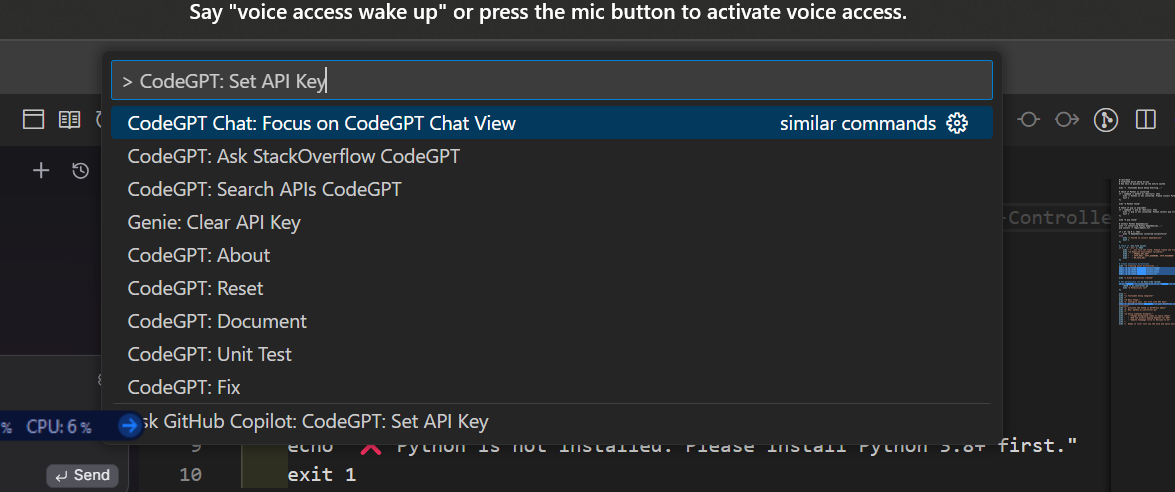 Say "voice access wake up" or press the mic button to activate voice access.
> CodeGPT: Set API Key
CodeGPT Chat: Focus on CodeGPT Chat View similar commands
CodeGPT: Ask StackOverflow CodeGPT
CodeGPT: Search APIs CodeGPT
Genie: Clear API Key
CodeGPT: About
CodeGPT: Reset
CodeGPT: Document
CodeGPT: Unit Test
CodeGPT: Fix
sk GitHub Copilot: CodeGPT: Set API Key
-Controlle
% CPU: 6 %
9 echo "❌ Python is not installed. Please install Python 3.8+ first."
10 exit 1
Send